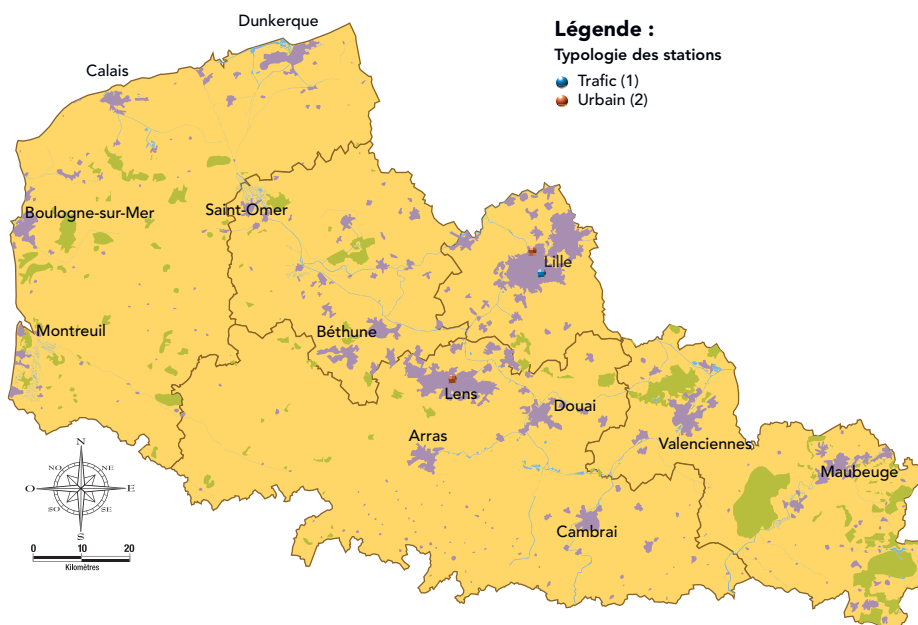 Dunkerque
Légende :
Typologie des stations
Trafic (1)
Urbain (2)
Calais
Boulogne-sur-Mer
Saint-Omer
Lille
Montreuil
Béthune
Lens
Douai
Arras
Valenciennes
Maubeuge
Cambrai
N
NO
NE
O
E
SO
SE
S
0 10 20
Kilomètres